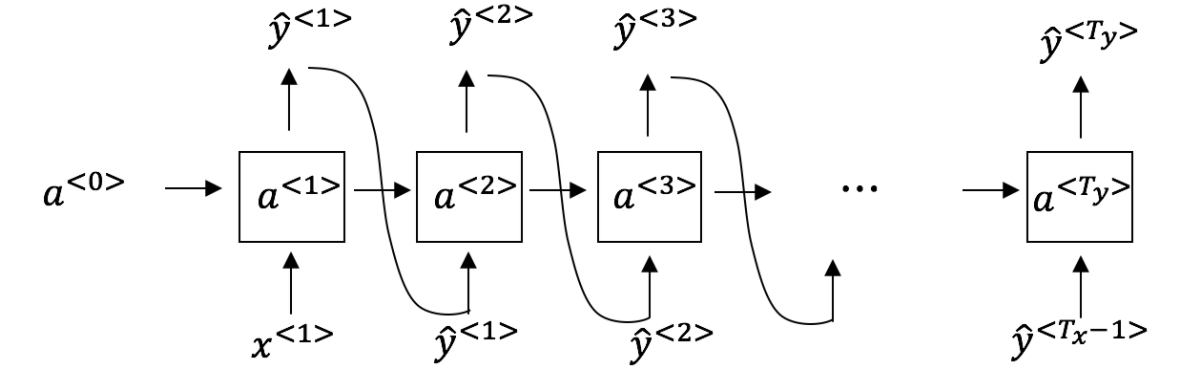 ŷ<1> ŷ<2> ŷ<3> ŷ<Ty>
a<0> a<1> a<2> a<3> ... a<Ty>
x<1> ŷ<1> ŷ<2> ŷ<Tx−1>